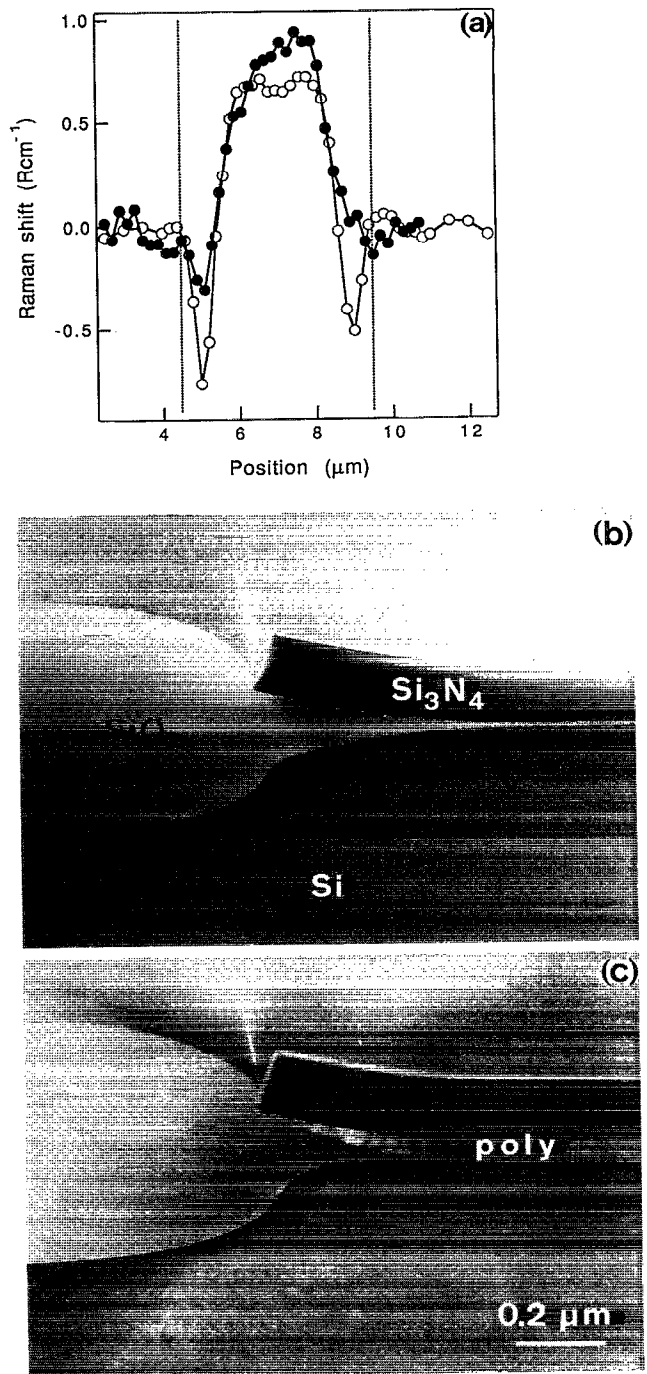 (a)
1.0
0.5
0.0
-0.5
Raman shift (Rcm⁻¹)
4 6 8 10 12
Position (μm)
(b)
Si₃N₄
Si
(c)
poly
0.2 μm